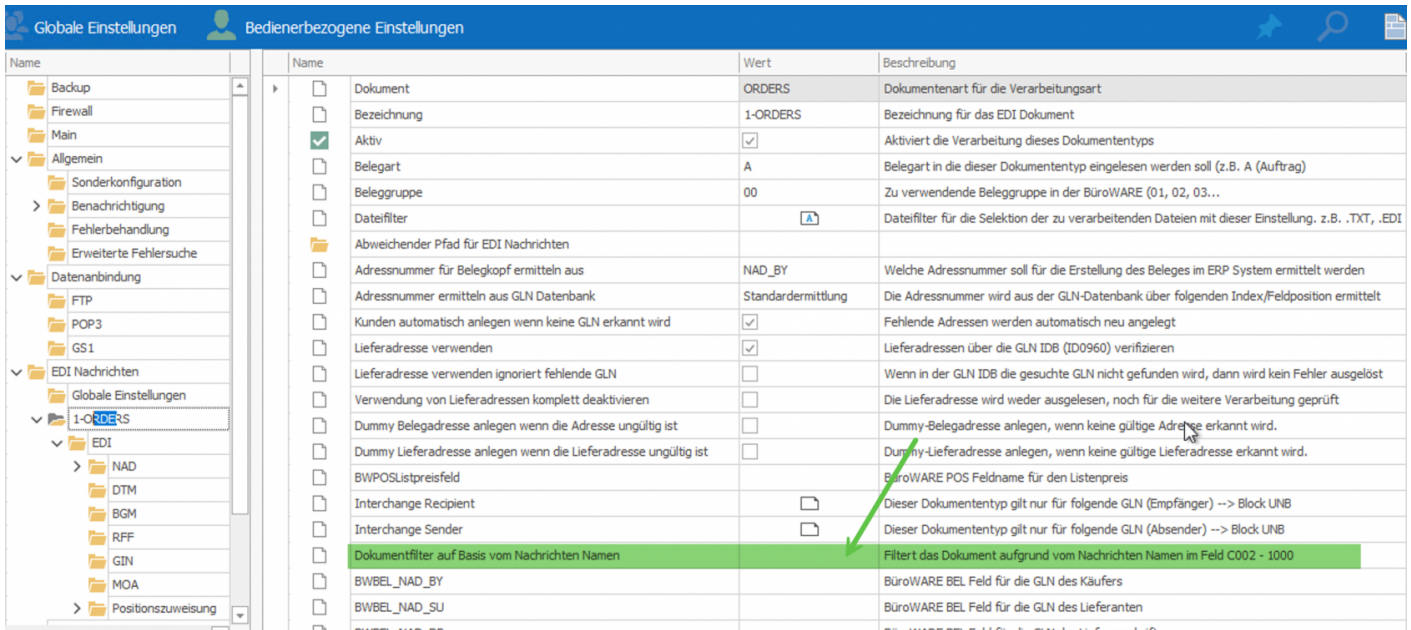 Globale Einstellungen Bedienerbezogene Einstellungen
Name Name Wert Beschreibung
Backup Dokument ORDERS Dokumentenart für die Verarbeitungsart
Firewall Bezeichnung 1-ORDERS Bezeichnung für das EDI Dokument
Main Aktiv Aktiviert die Verarbeitung dieses Dokumententyps
Allgemein Belegart A Belegart in die dieser Dokumententyp eingelesen werden soll (z.B. A (Auftrag)
Sonderkonfiguration Beleggruppe 00 Zu verwendende Beleggruppe in der BüroWARE (01, 02, 03...
Benachrichtigung Dateifilter A Dateifilter für die Selektion der zu verarbeitenden Dateien mit dieser Einstellung. z.B. .TXT, .EDI
Fehlerbehandlung Abweichender Pfad für EDI Nachrichten
Erweiterte Fehlersuche Adressnummer für Belegkopf ermitteln aus NAD_BY Welche Adressnummer soll für die Erstellung des Beleges im ERP System ermittelt werden
Datenanbindung Adressnummer ermitteln aus GLN Datenbank Standardermittlung Die Adressnummer wird aus der GLN-Datenbank über folgenden Index/Feldposition ermittelt
FTP Kunden automatisch anlegen wenn keine GLN erkannt wird Fehlende Adressen werden automatisch neu angelegt
POP3 Lieferadresse verwenden Lieferadressen über die GLN IDB (ID0960) verifizieren
GS1 Lieferadresse verwenden ignoriert fehlende GLN Wenn in der GLN IDB die gesuchte GLN nicht gefunden wird, dann wird kein Fehler ausgelöst
EDI Nachrichten Verwendung von Lieferadressen komplett deaktivieren Die Lieferadresse wird weder ausgelesen, noch für die weitere Verarbeitung geprüft
Globale Einstellungen Dummy Belegadresse anlegen wenn die Adresse ungültig ist Dummy-Belegadresse anlegen, wenn keine gültige Adresse erkannt wird.
1-ORDERS Dummy Lieferadresse anlegen wenn die Lieferadresse ungültig ist Dummy-Lieferadresse anlegen, wenn keine gültige Lieferadresse erkannt wird.
EDI BWPOSListpreisfeld BüroWARE POS Feldname für den Listenpreis
NAD Interchange Recipient Dieser Dokumententyp gilt nur für folgende GLN (Empfänger) --> Block UNB
DTM Interchange Sender Dieser Dokumententyp gilt nur für folgende GLN (Absender) --> Block UNB
BGM Dokumentfilter auf Basis vom Nachrichten Namen Filtert das Dokument aufgrund vom Nachrichten Namen im Feld C002 - 1000
RFF BWBEL_NAD_BY BüroWARE BEL Feld für die GLN des Käufers
GIN BWBEL_NAD_SU BüroWARE BEL Feld für die GLN des Lieferanten
MOA
Positionszuweisung